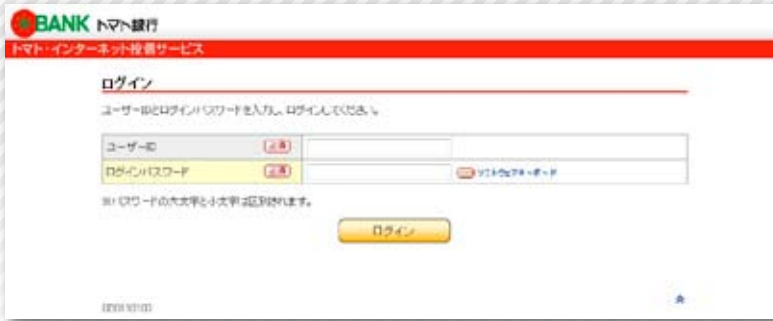 BANK トマト銀行
トマト・インターネット投信サービス
ログイン
ユーザーIDとログインパスワードを入力し、ログインしてください。
ユーザーID 必須
ログインパスワード 必須 ソフトウェアキーボード
※パスワードの大文字と小文字は区別されます。
ログイン